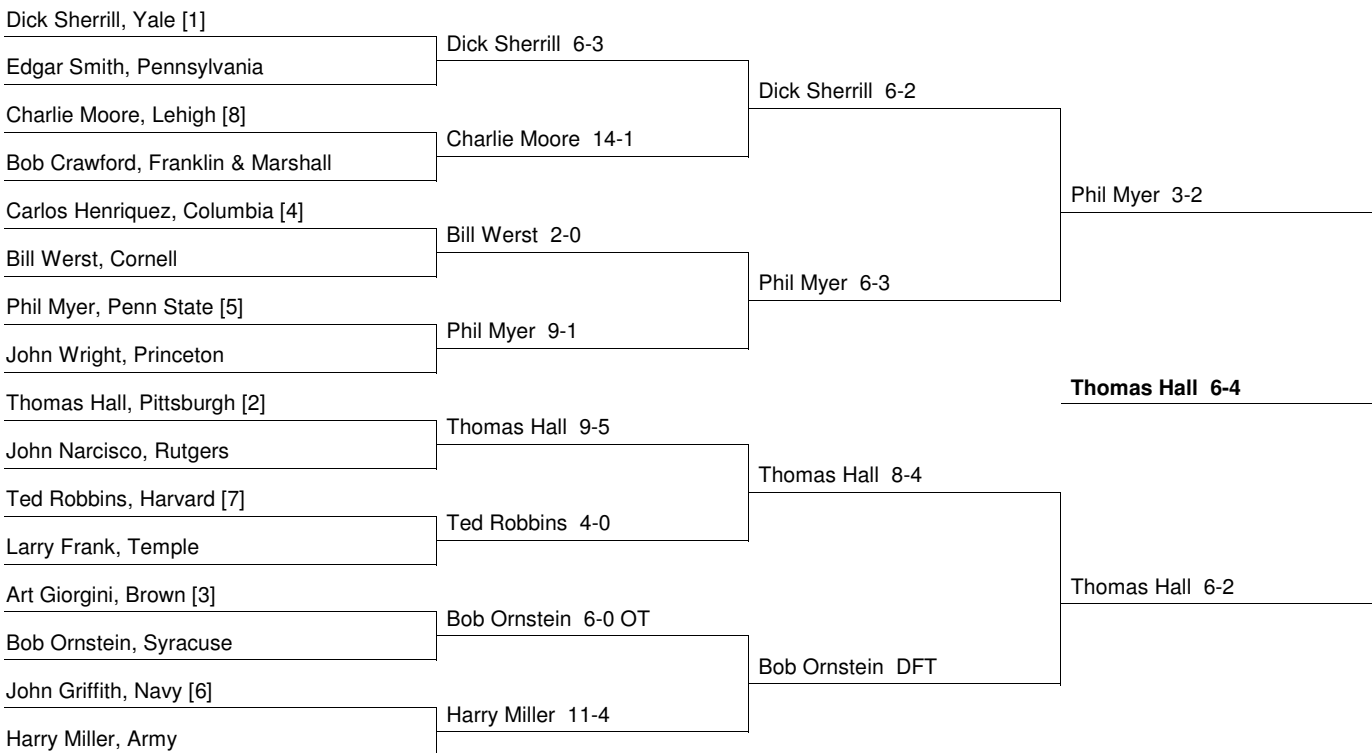 Dick Sherrill, Yale [1]
Edgar Smith, Pennsylvania
Charlie Moore, Lehigh [8]
Bob Crawford, Franklin & Marshall
Carlos Henriquez, Columbia [4]
Bill Werst, Cornell
Phil Myer, Penn State [5]
John Wright, Princeton
Thomas Hall, Pittsburgh [2]
John Narcisco, Rutgers
Ted Robbins, Harvard [7]
Larry Frank, Temple
Art Giorgini, Brown [3]
Bob Ornstein, Syracuse
John Griffith, Navy [6]
Harry Miller, Army
Dick Sherrill 6-3
Charlie Moore 14-1
Bill Werst 2-0
Phil Myer 9-1
Thomas Hall 9-5
Ted Robbins 4-0
Bob Ornstein 6-0 OT
Harry Miller 11-4
Dick Sherrill 6-2
Phil Myer 6-3
Thomas Hall 8-4
Bob Ornstein DFT
Phil Myer 3-2
Thomas Hall 6-4
Thomas Hall 6-2